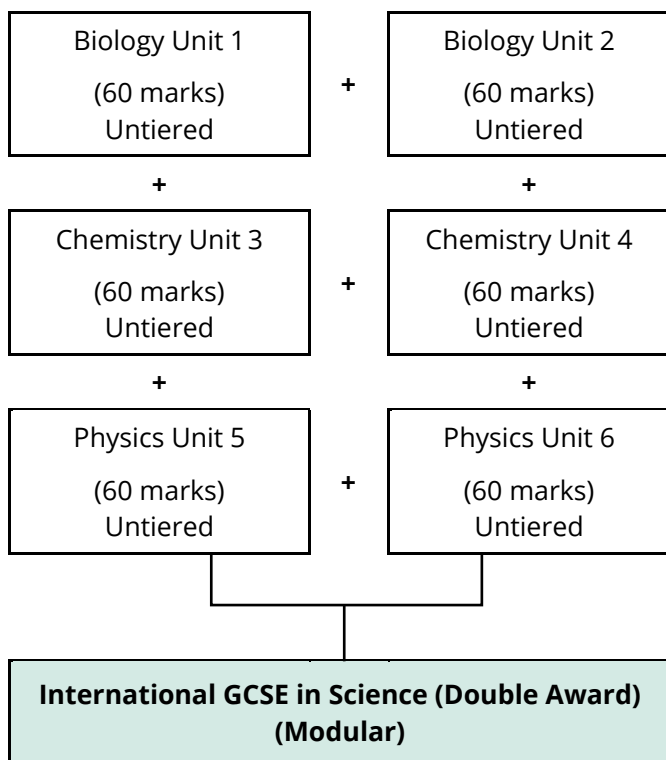 Biology Unit 1
(60 marks)
Untiered
+
Biology Unit 2
(60 marks)
Untiered
+
+
Chemistry Unit 3
(60 marks)
Untiered
+
Chemistry Unit 4
(60 marks)
Untiered
+
+
Physics Unit 5
(60 marks)
Untiered
+
Physics Unit 6
(60 marks)
Untiered
International GCSE in Science (Double Award)
(Modular)